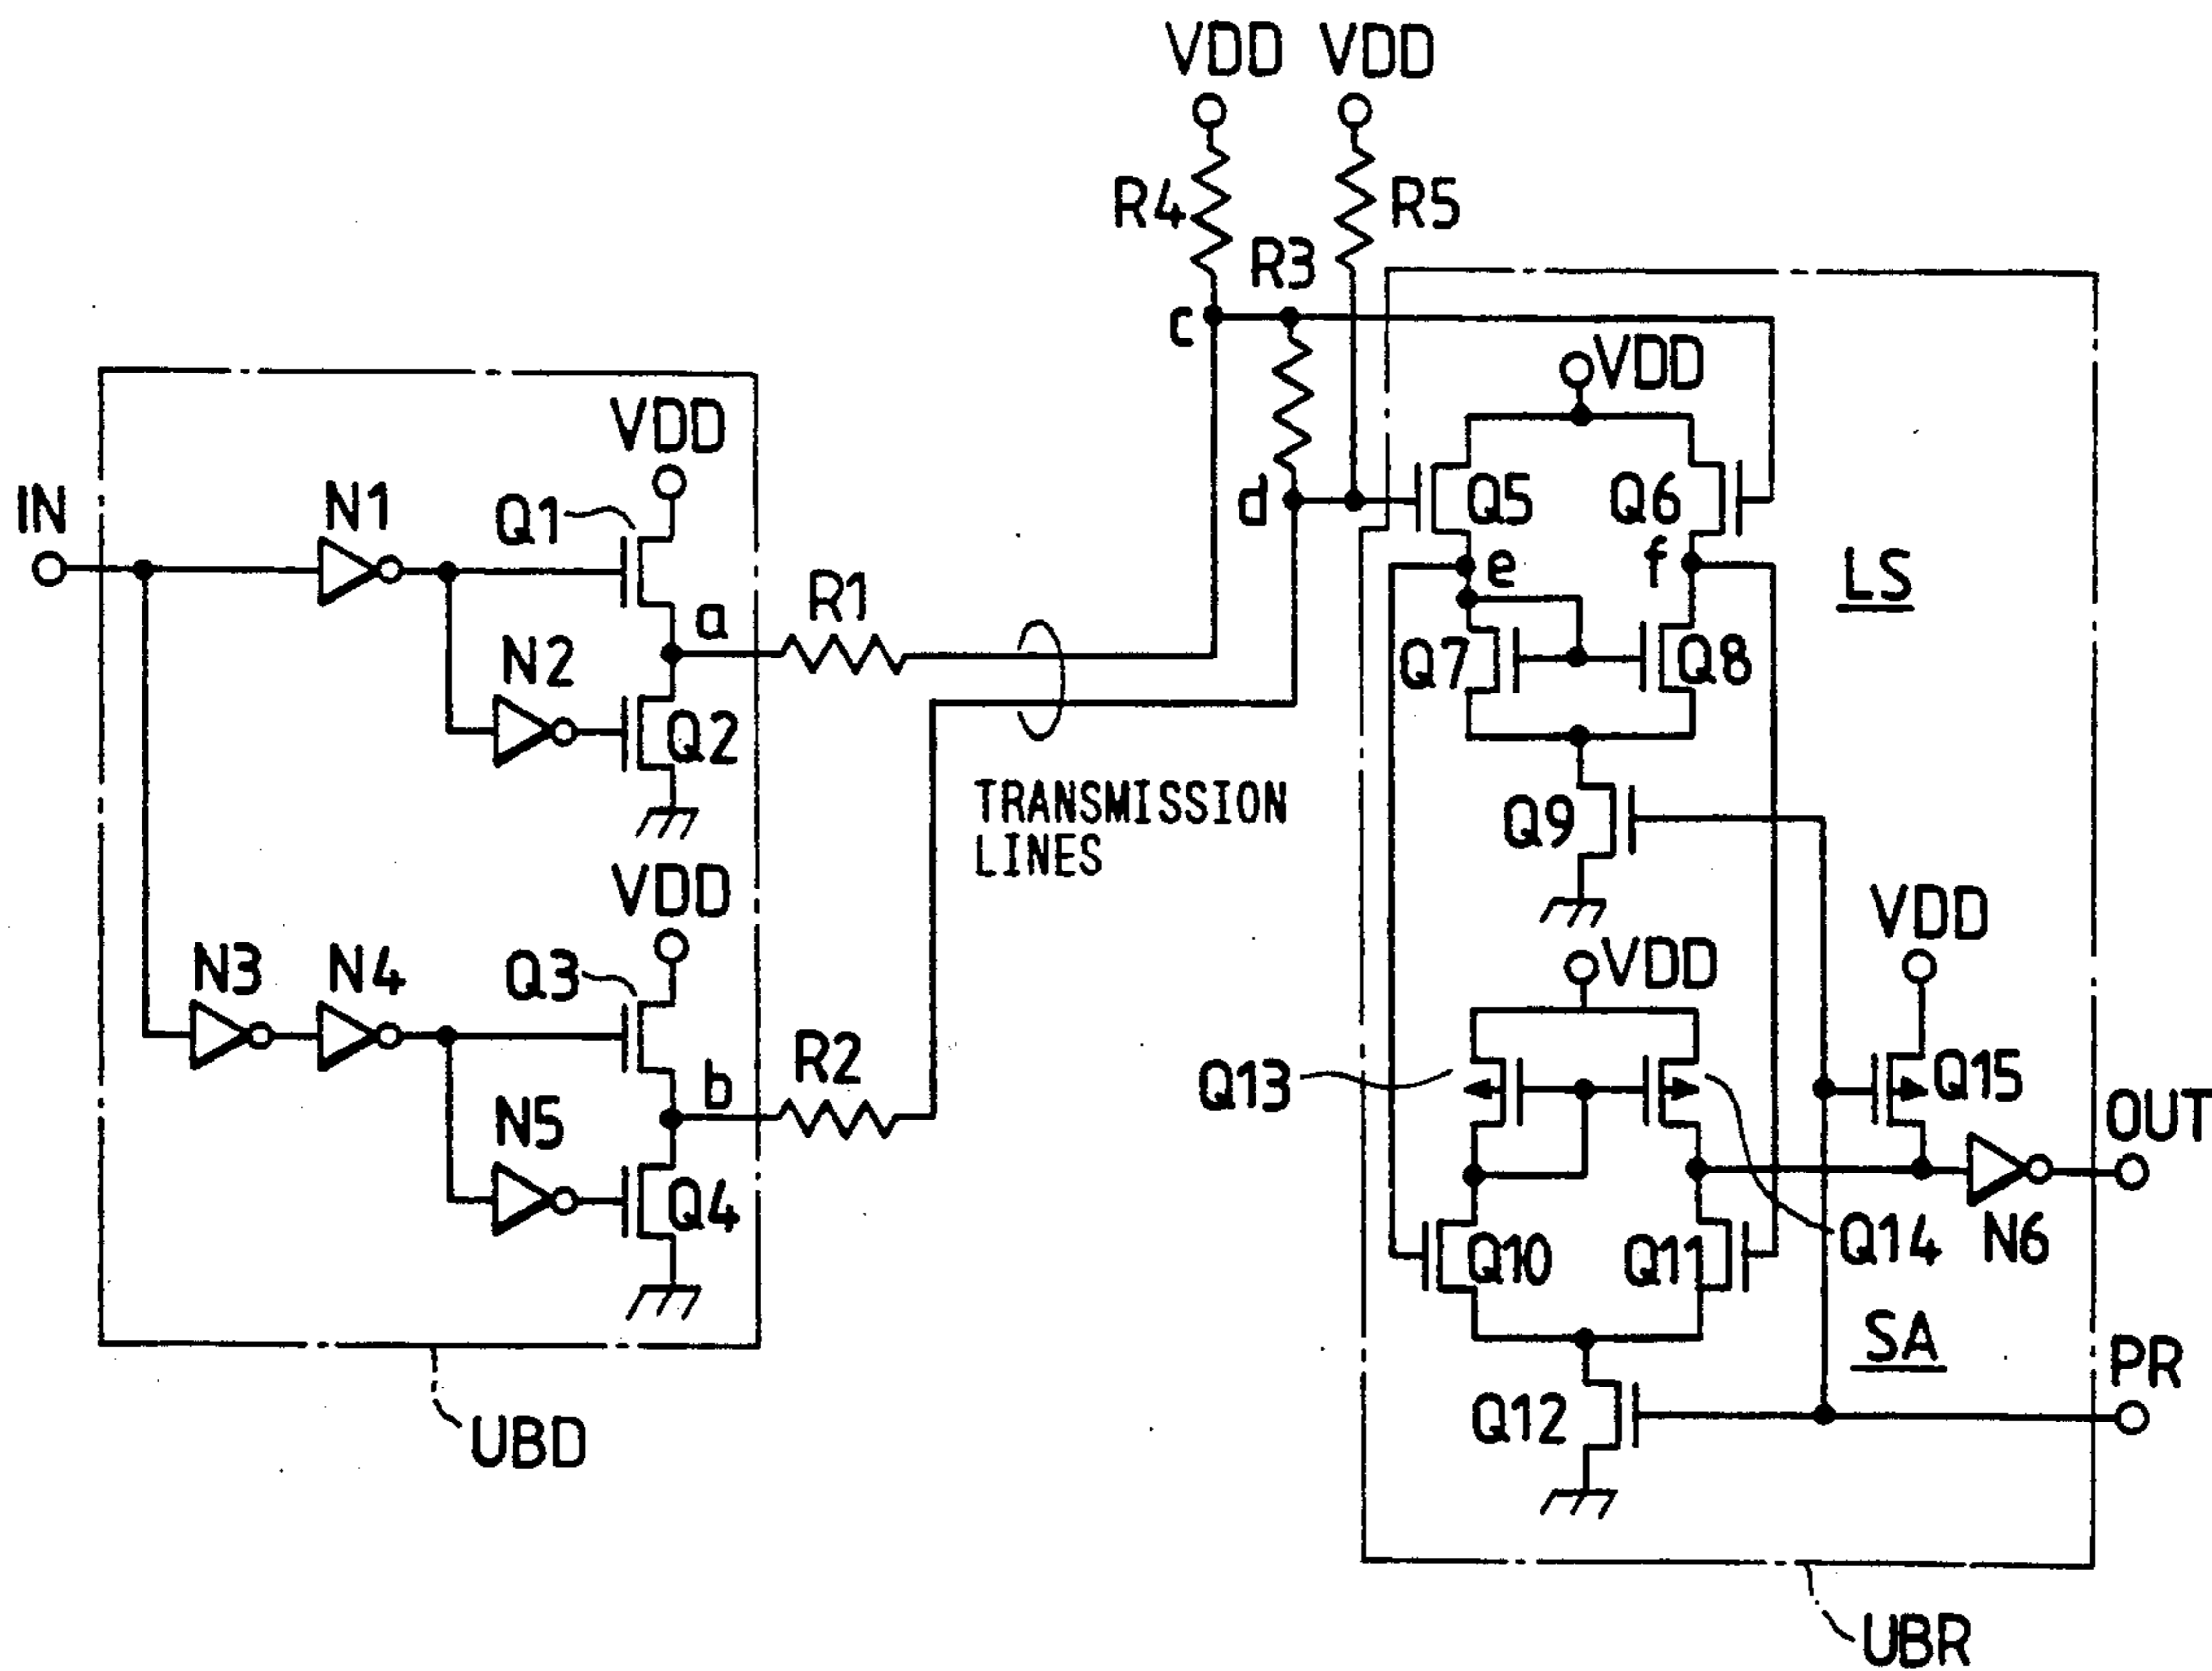 VDD VDD
R4
R5
R3
c
VDD
VDD
IN
N1
Q1
d
Q5
Q6
e
f
LS
a
R1
N2
Q2
Q7
Q8
TRANSMISSION
LINES
Q9
VDD
VDD
VDD
N3
N4
Q3
b
R2
Q13
Q15
OUT
N5
Q4
Q10
Q11
Q14
N6
SA
PR
Q12
UBD
UBR